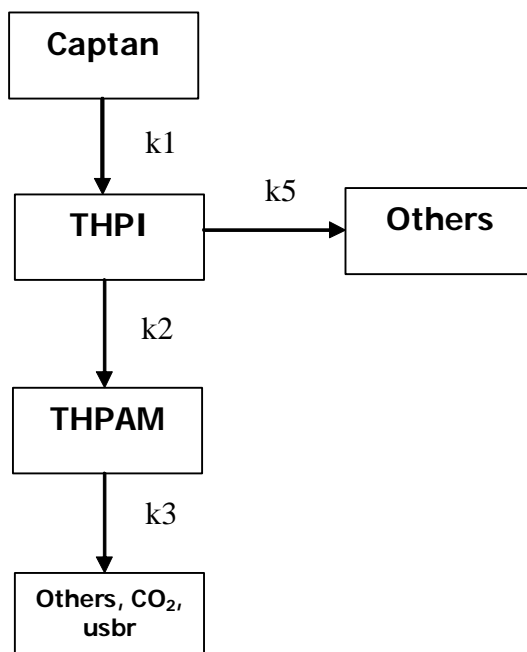 Captan
k1
THPI
k5
Others
k2
THPAM
k3
Others, CO₂,
usbr